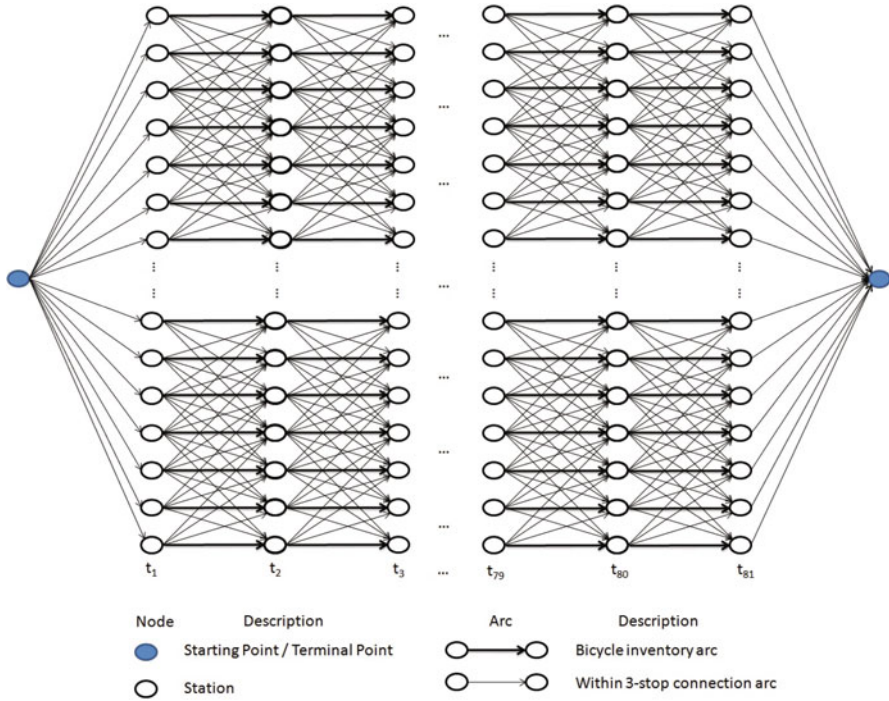 ...
...
...
...
...
...
...
t1 t2 t3 ... t79 t80 t81
Node Description Arc Description
Starting Point / Terminal Point Bicycle inventory arc
Station Within 3-stop connection arc